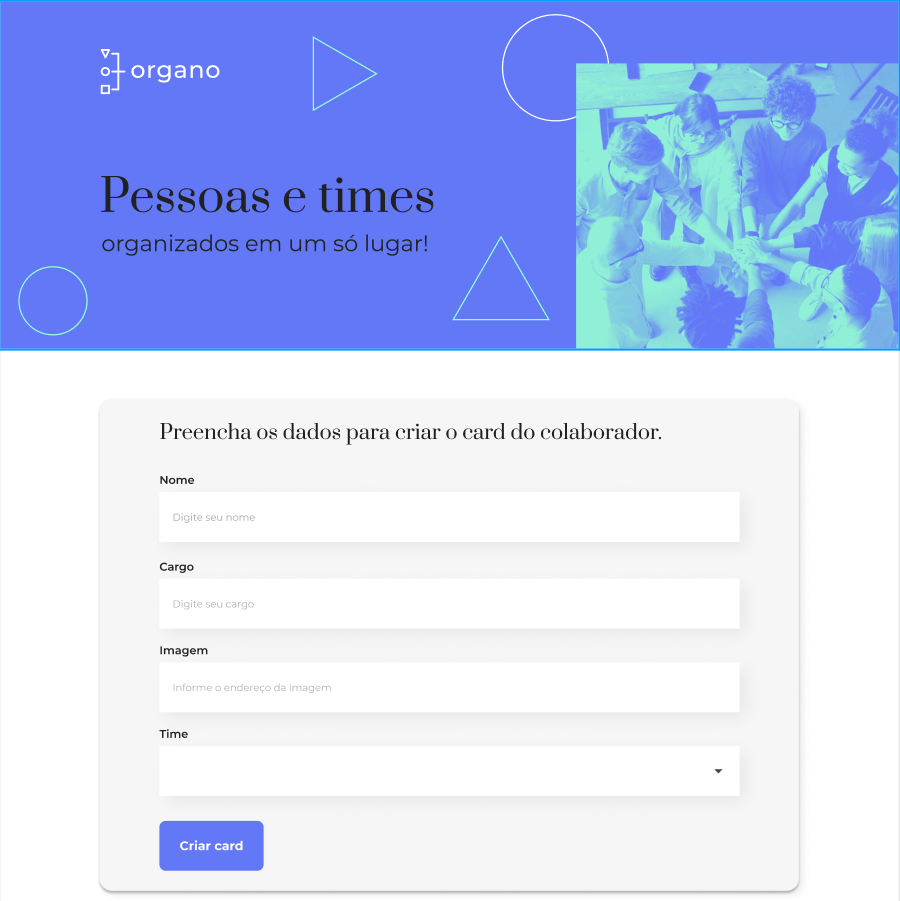 organo
Pessoas e times
organizados em um só lugar!
Preencha os dados para criar o card do colaborador.
Nome
Digite seu nome
Cargo
Digite seu cargo
Imagem
Informe o endereço da imagem
Time
Criar card